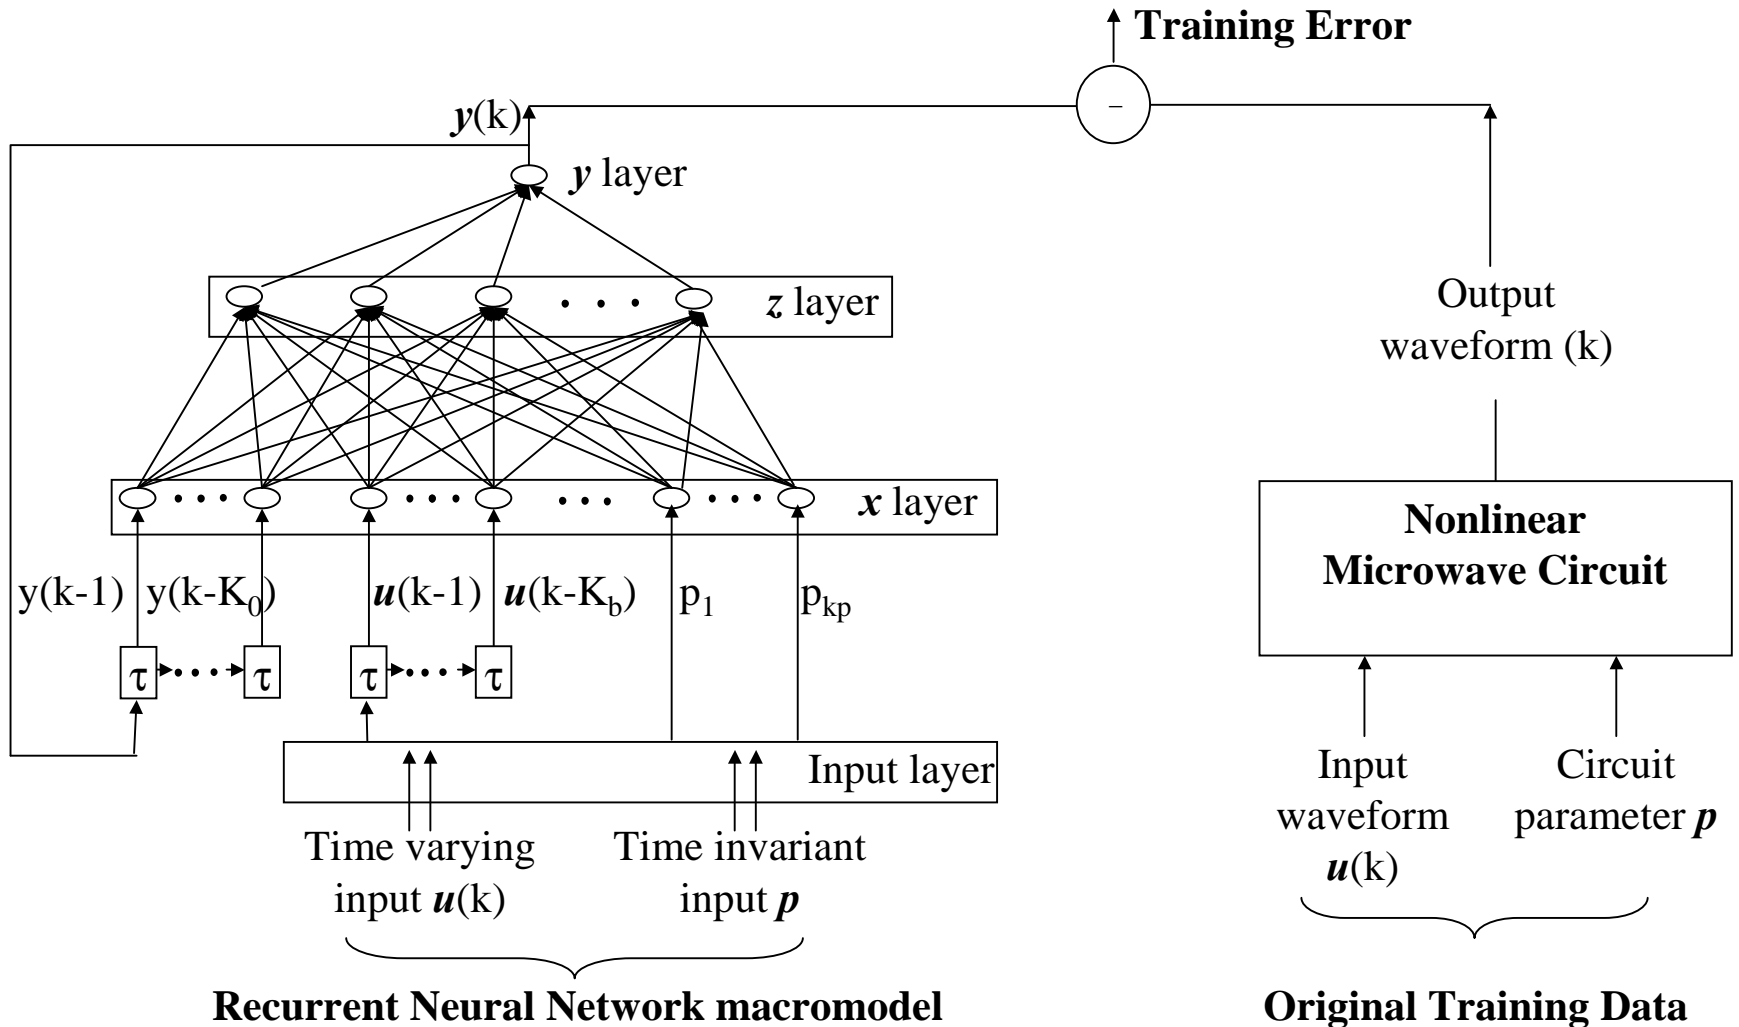 Training Error
−
y(k)
y layer
z layer
Output
waveform (k)
x layer
Nonlinear
Microwave Circuit
y(k-1) y(k-K0) u(k-1) u(k-Kb) p1 pkp
τ ... τ τ ... τ
Input layer
Time varying
input u(k)
Time invariant
input p
Input
waveform
u(k)
Circuit
parameter p
Recurrent Neural Network macromodel
Original Training Data